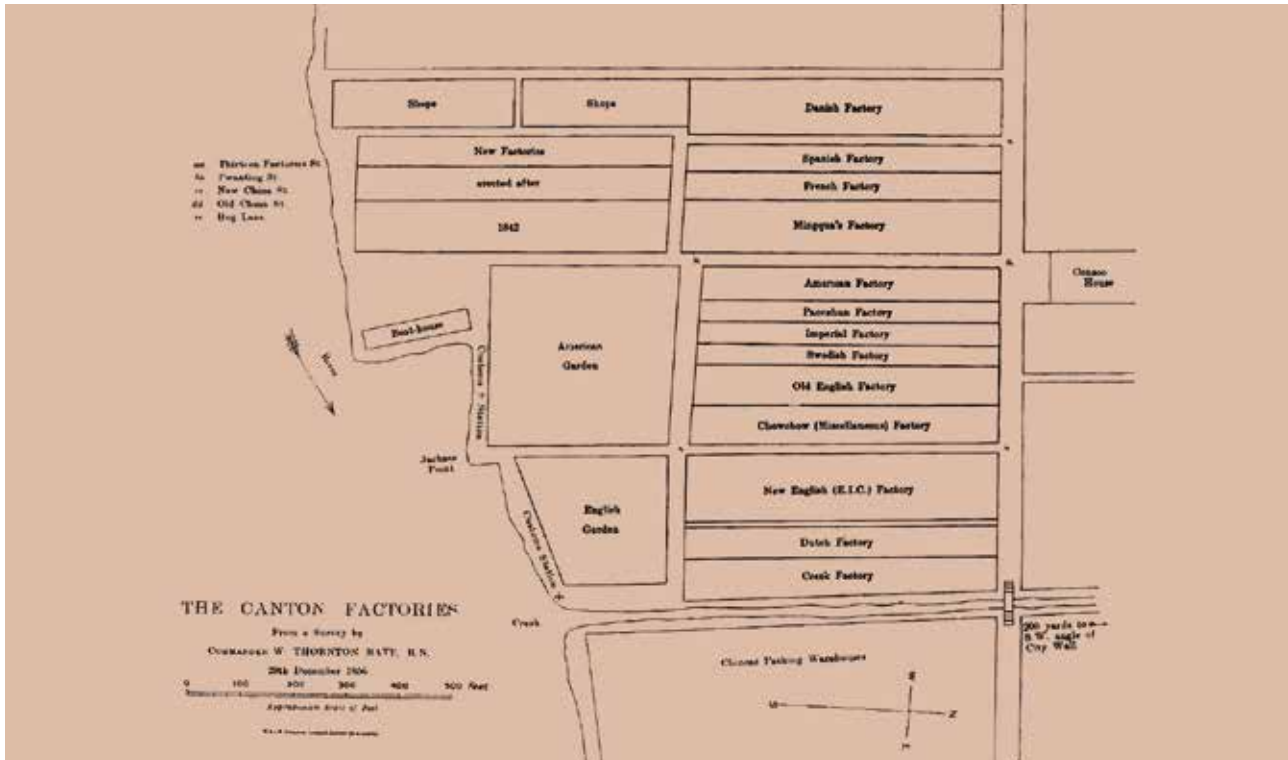 Shops
Shops
Danish Factory
New Factories
erected after
1842
Spanish Factory
French Factory
Mingqua's Factory
Thirteen Factories St.
New China St.
Old China St.
Hog Lane
Consoo
House
American Factory
Paoushun Factory
Imperial Factory
Swedish Factory
Old English Factory
Chowchow (Miscellaneous) Factory
Boat-house
American
Garden
Customs Station
River
Jackass
Point
English
Garden
Customs Station
New English (E.I.C.) Factory
Dutch Factory
Creek Factory
Creek
THE CANTON FACTORIES
From a Survey by
COMMANDER W. THORNTON BATE, R.N.
December 1856
0 100 200 300 400 500 Feet
Chinese Packing Warehouses
200 yards to
S.W. angle of
City Wall
S
N